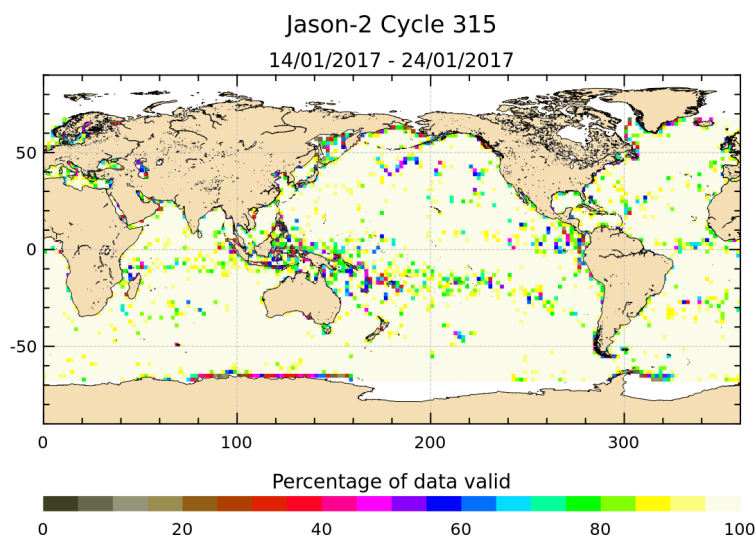 Jason-2 Cycle 315
14/01/2017 - 24/01/2017
50
0
-50
0 100 200 300
Percentage of data valid
0 20 40 60 80 100